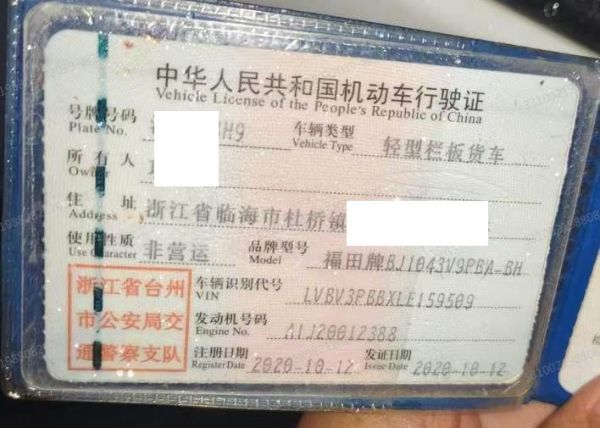 中华人民共和国机动车行驶证
Vehicle License of the People's Republic of China
号牌号码 Plate No. H9 车辆类型 Vehicle Type 轻型栏板货车
所有人 Owner
住址 Address 浙江省临海市杜桥镇
使用性质 Use Character 非营运 品牌型号 Model 福田牌BJ1043V9PBA-BH
浙江省台州 车辆识别代号 VIN LVBV3PBBXLE159509
市公安局交 发动机号码 Engine No. A1J20012388
通警察支队 注册日期 Register Date 2020-10-12 发证日期 Issue Date 2020-10-12